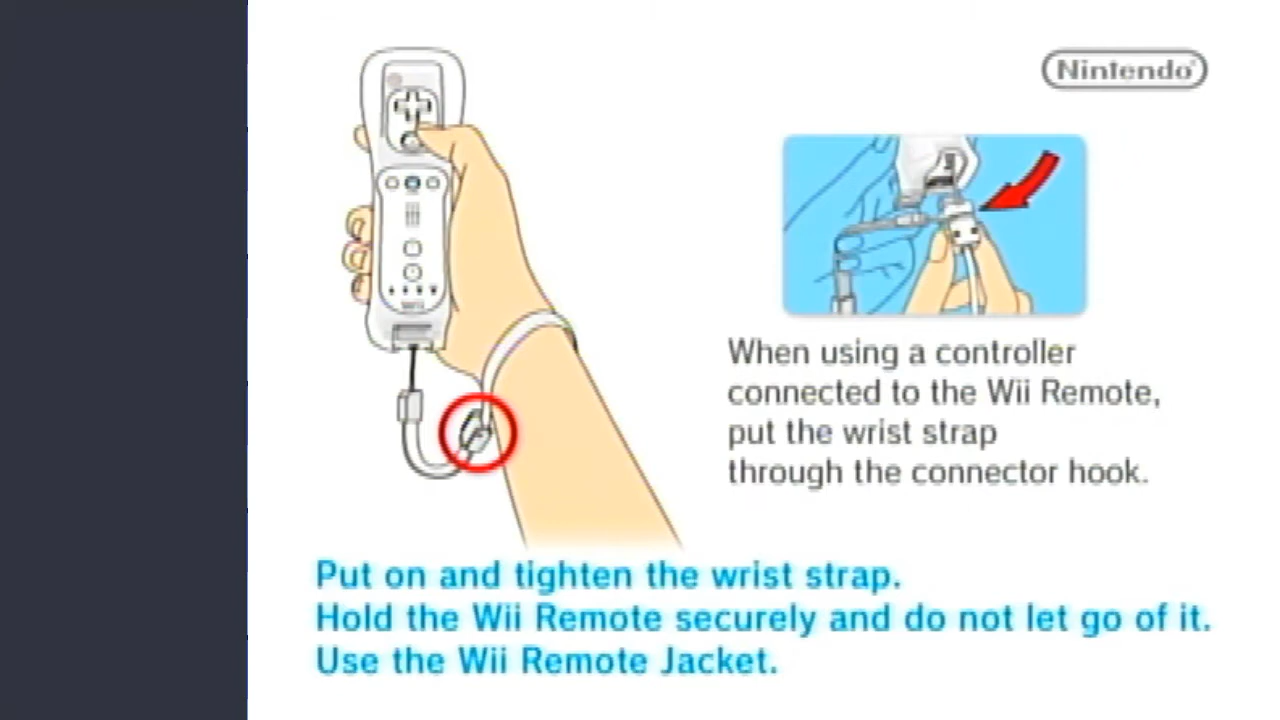 Nintendo
When using a controller
connected to the Wii Remote,
put the wrist strap
through the connector hook.
Put on and tighten the wrist strap.
Hold the Wii Remote securely and do not let go of it.
Use the Wii Remote Jacket.